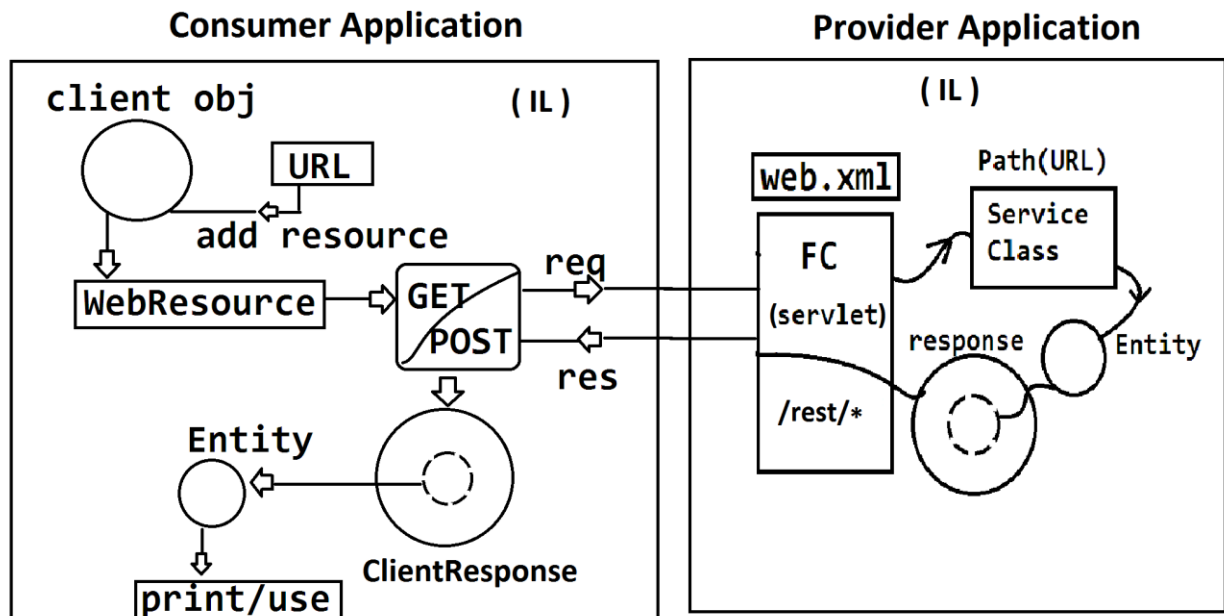 Consumer Application
Provider Application
client obj
( IL )
URL
add resource
WebResource
GET
POST
req
res
Entity
ClientResponse
print/use
( IL )
web.xml
Path(URL)
FC
(servlet)
/rest/*
Service
Class
response
Entity